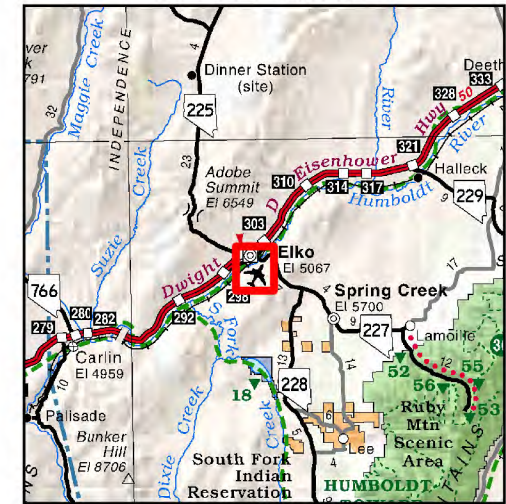 Maggie Creek
32
INDEPENDENCE
Suzie Creek
4
Dinner Station
(site)
225
23
Adobe
Summit
El 6549
River
Deeth
333
328
50
Hwy
River
321
Halleck
D Eisenhower
310
314
317
Humboldt
9
229
17
303
Elko
El 5067
298
Dwight
292
S Fork
766
279
280
282
Carlin
El 4959
10
Palisade
Bunker
Hill
El 8706
Dixie Creek
18
Creek
South Fork
Indian
Reservation
4
Spring Creek
El 5700
9
227
Lamoille
13
14
228
6
5
4
Lee
12
52
55
56
53
Ruby
Mtn
Scenic
Area
HUMBOLDT